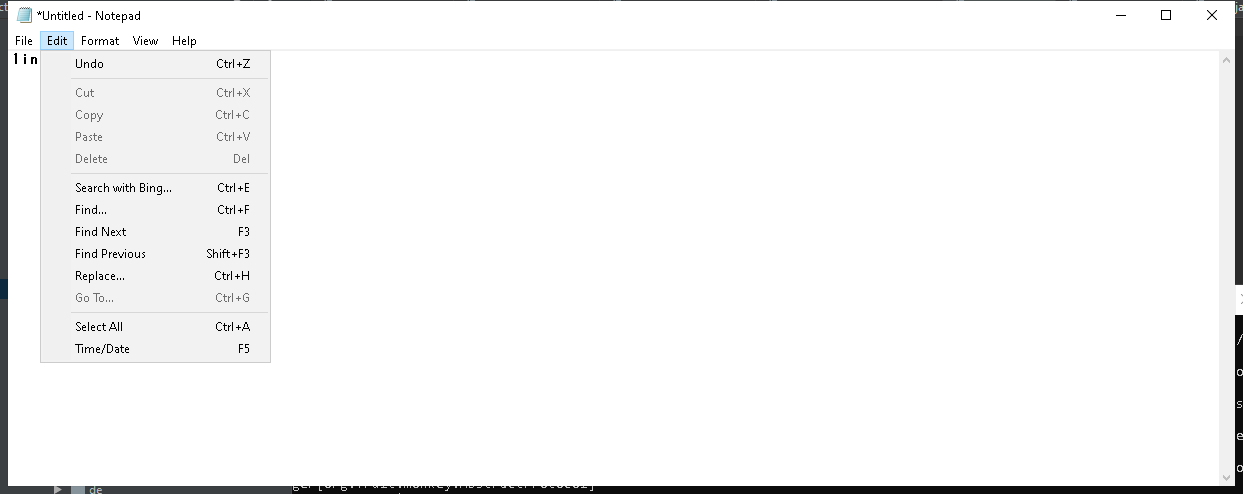 *Untitled - Notepad
File Edit Format View Help
lin
Undo Ctrl+Z
Cut Ctrl+X
Copy Ctrl+C
Paste Ctrl+V
Delete Del
Search with Bing... Ctrl+E
Find... Ctrl+F
Find Next F3
Find Previous Shift+F3
Replace... Ctrl+H
Go To... Ctrl+G
Select All Ctrl+A
Time/Date F5
de